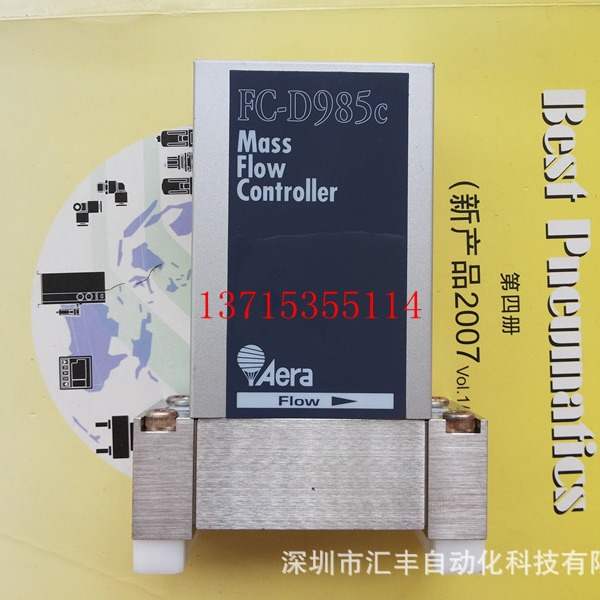 FC-D985c
Mass
Flow
Controller
13715355114
Aera
Flow
Best Pneumatics
第四册
(新产品2007 Vol.1
深圳市汇丰自动化科技有限